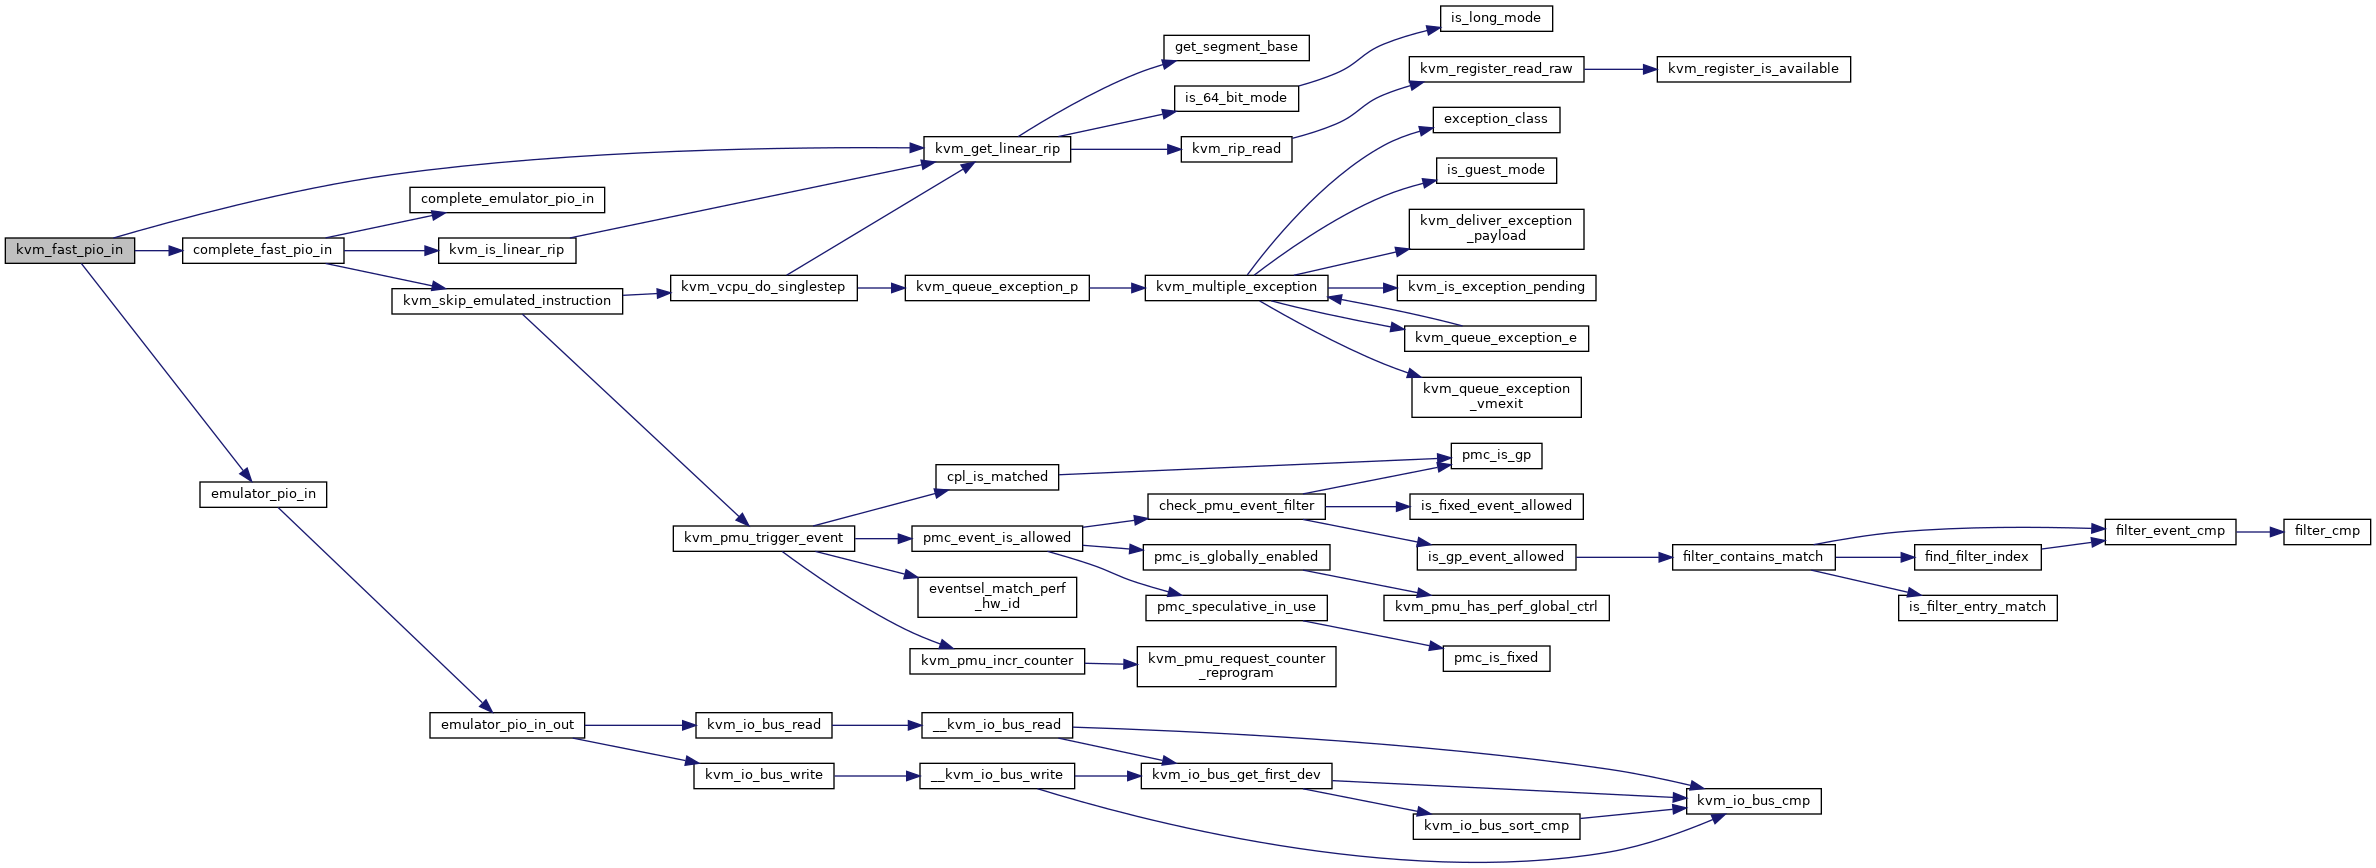 is_long_mode
get_segment_base
kvm_register_read_raw
kvm_register_is_available
is_64_bit_mode
exception_class
kvm_get_linear_rip
kvm_rip_read
is_guest_mode
complete_emulator_pio_in
kvm_deliver_exception
_payload
kvm_fast_pio_in
complete_fast_pio_in
kvm_is_linear_rip
kvm_skip_emulated_instruction
kvm_vcpu_do_singlestep
kvm_queue_exception_p
kvm_multiple_exception
kvm_is_exception_pending
kvm_queue_exception_e
kvm_queue_exception
_vmexit
pmc_is_gp
cpl_is_matched
emulator_pio_in
check_pmu_event_filter
is_fixed_event_allowed
kvm_pmu_trigger_event
pmc_event_is_allowed
filter_event_cmp
filter_cmp
pmc_is_globally_enabled
is_gp_event_allowed
filter_contains_match
find_filter_index
eventsel_match_perf
_hw_id
pmc_speculative_in_use
kvm_pmu_has_perf_global_ctrl
is_filter_entry_match
kvm_pmu_incr_counter
kvm_pmu_request_counter
_reprogram
pmc_is_fixed
emulator_pio_in_out
kvm_io_bus_read
__kvm_io_bus_read
kvm_io_bus_write
__kvm_io_bus_write
kvm_io_bus_get_first_dev
kvm_io_bus_cmp
kvm_io_bus_sort_cmp